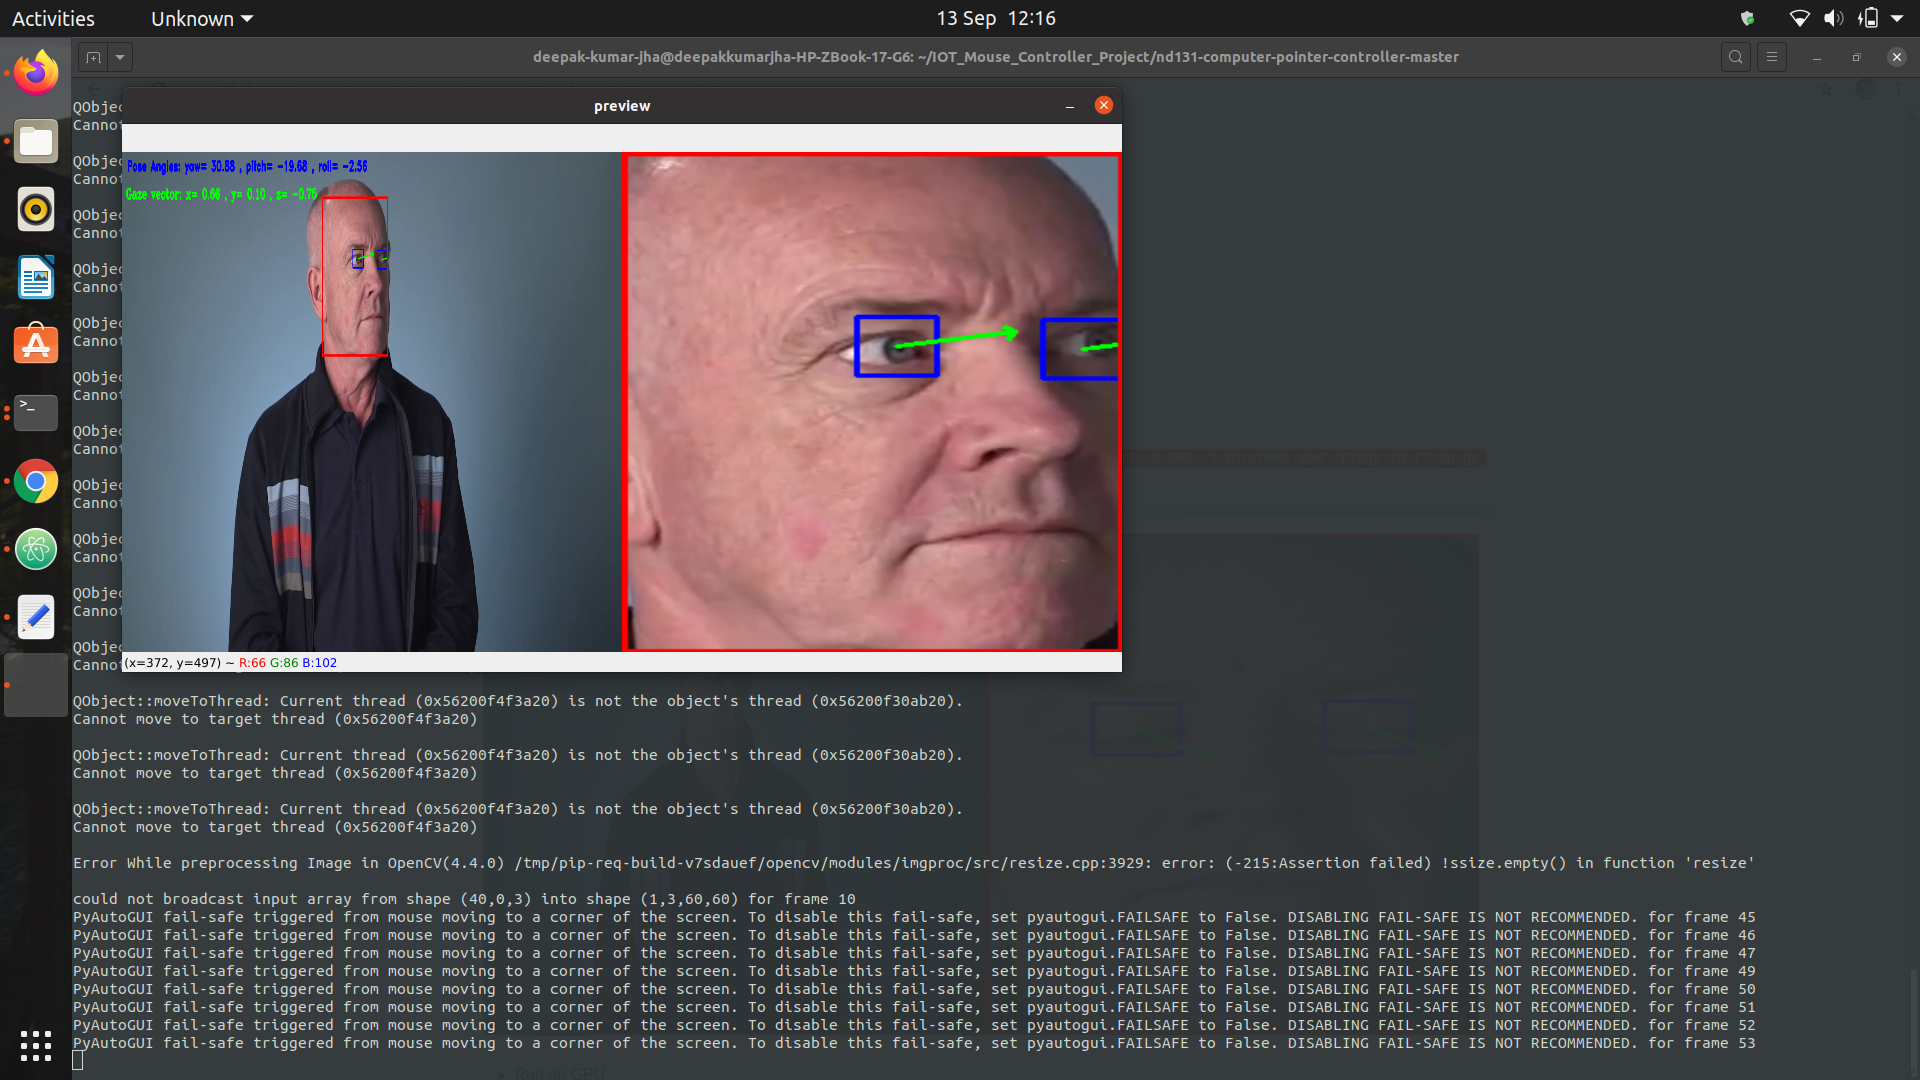 Activities
Unknown
13 Sep 12:16
deepak-kumar-jha@deepakkumarjha-HP-ZBook-17-G6: ~/IOT_Mouse_Controller_Project/nd131-computer-pointer-controller-master
preview
Pose Angles: yaw= 30.88 , pitch= -19.68 , roll= -2.56
Gaze vector: x= 0.66 , y= 0.10 , z= -0.75
QObjec
Cannot
QObjec
Cannot
QObjec
Cannot
QObjec
Cannot
QObjec
Cannot
QObjec
Cannot
QObjec
Cannot
QObjec
Cannot
QObjec
Cannot
QObjec
Cannot
QObjec
Cannot
(x=372, y=497) ~ R:66 G:86 B:102
QObject::moveToThread: Current thread (0x56200f4f3a20) is not the object's thread (0x56200f30ab20).
Cannot move to target thread (0x56200f4f3a20)
QObject::moveToThread: Current thread (0x56200f4f3a20) is not the object's thread (0x56200f30ab20).
Cannot move to target thread (0x56200f4f3a20)
QObject::moveToThread: Current thread (0x56200f4f3a20) is not the object's thread (0x56200f30ab20).
Cannot move to target thread (0x56200f4f3a20)
Error While preprocessing Image in OpenCV(4.4.0) /tmp/pip-req-build-v7sdauef/opencv/modules/imgproc/src/resize.cpp:3929: error: (-215:Assertion failed) !ssize.empty() in function 'resize'
could not broadcast input array from shape (40,0,3) into shape (1,3,60,60) for frame 10
PyAutoGUI fail-safe triggered from mouse moving to a corner of the screen. To disable this fail-safe, set pyautogui.FAILSAFE to False. DISABLING FAIL-SAFE IS NOT RECOMMENDED. for frame 45
PyAutoGUI fail-safe triggered from mouse moving to a corner of the screen. To disable this fail-safe, set pyautogui.FAILSAFE to False. DISABLING FAIL-SAFE IS NOT RECOMMENDED. for frame 46
PyAutoGUI fail-safe triggered from mouse moving to a corner of the screen. To disable this fail-safe, set pyautogui.FAILSAFE to False. DISABLING FAIL-SAFE IS NOT RECOMMENDED. for frame 47
PyAutoGUI fail-safe triggered from mouse moving to a corner of the screen. To disable this fail-safe, set pyautogui.FAILSAFE to False. DISABLING FAIL-SAFE IS NOT RECOMMENDED. for frame 49
PyAutoGUI fail-safe triggered from mouse moving to a corner of the screen. To disable this fail-safe, set pyautogui.FAILSAFE to False. DISABLING FAIL-SAFE IS NOT RECOMMENDED. for frame 50
PyAutoGUI fail-safe triggered from mouse moving to a corner of the screen. To disable this fail-safe, set pyautogui.FAILSAFE to False. DISABLING FAIL-SAFE IS NOT RECOMMENDED. for frame 51
PyAutoGUI fail-safe triggered from mouse moving to a corner of the screen. To disable this fail-safe, set pyautogui.FAILSAFE to False. DISABLING FAIL-SAFE IS NOT RECOMMENDED. for frame 52
PyAutoGUI fail-safe triggered from mouse moving to a corner of the screen. To disable this fail-safe, set pyautogui.FAILSAFE to False. DISABLING FAIL-SAFE IS NOT RECOMMENDED. for frame 53
Run on GPU